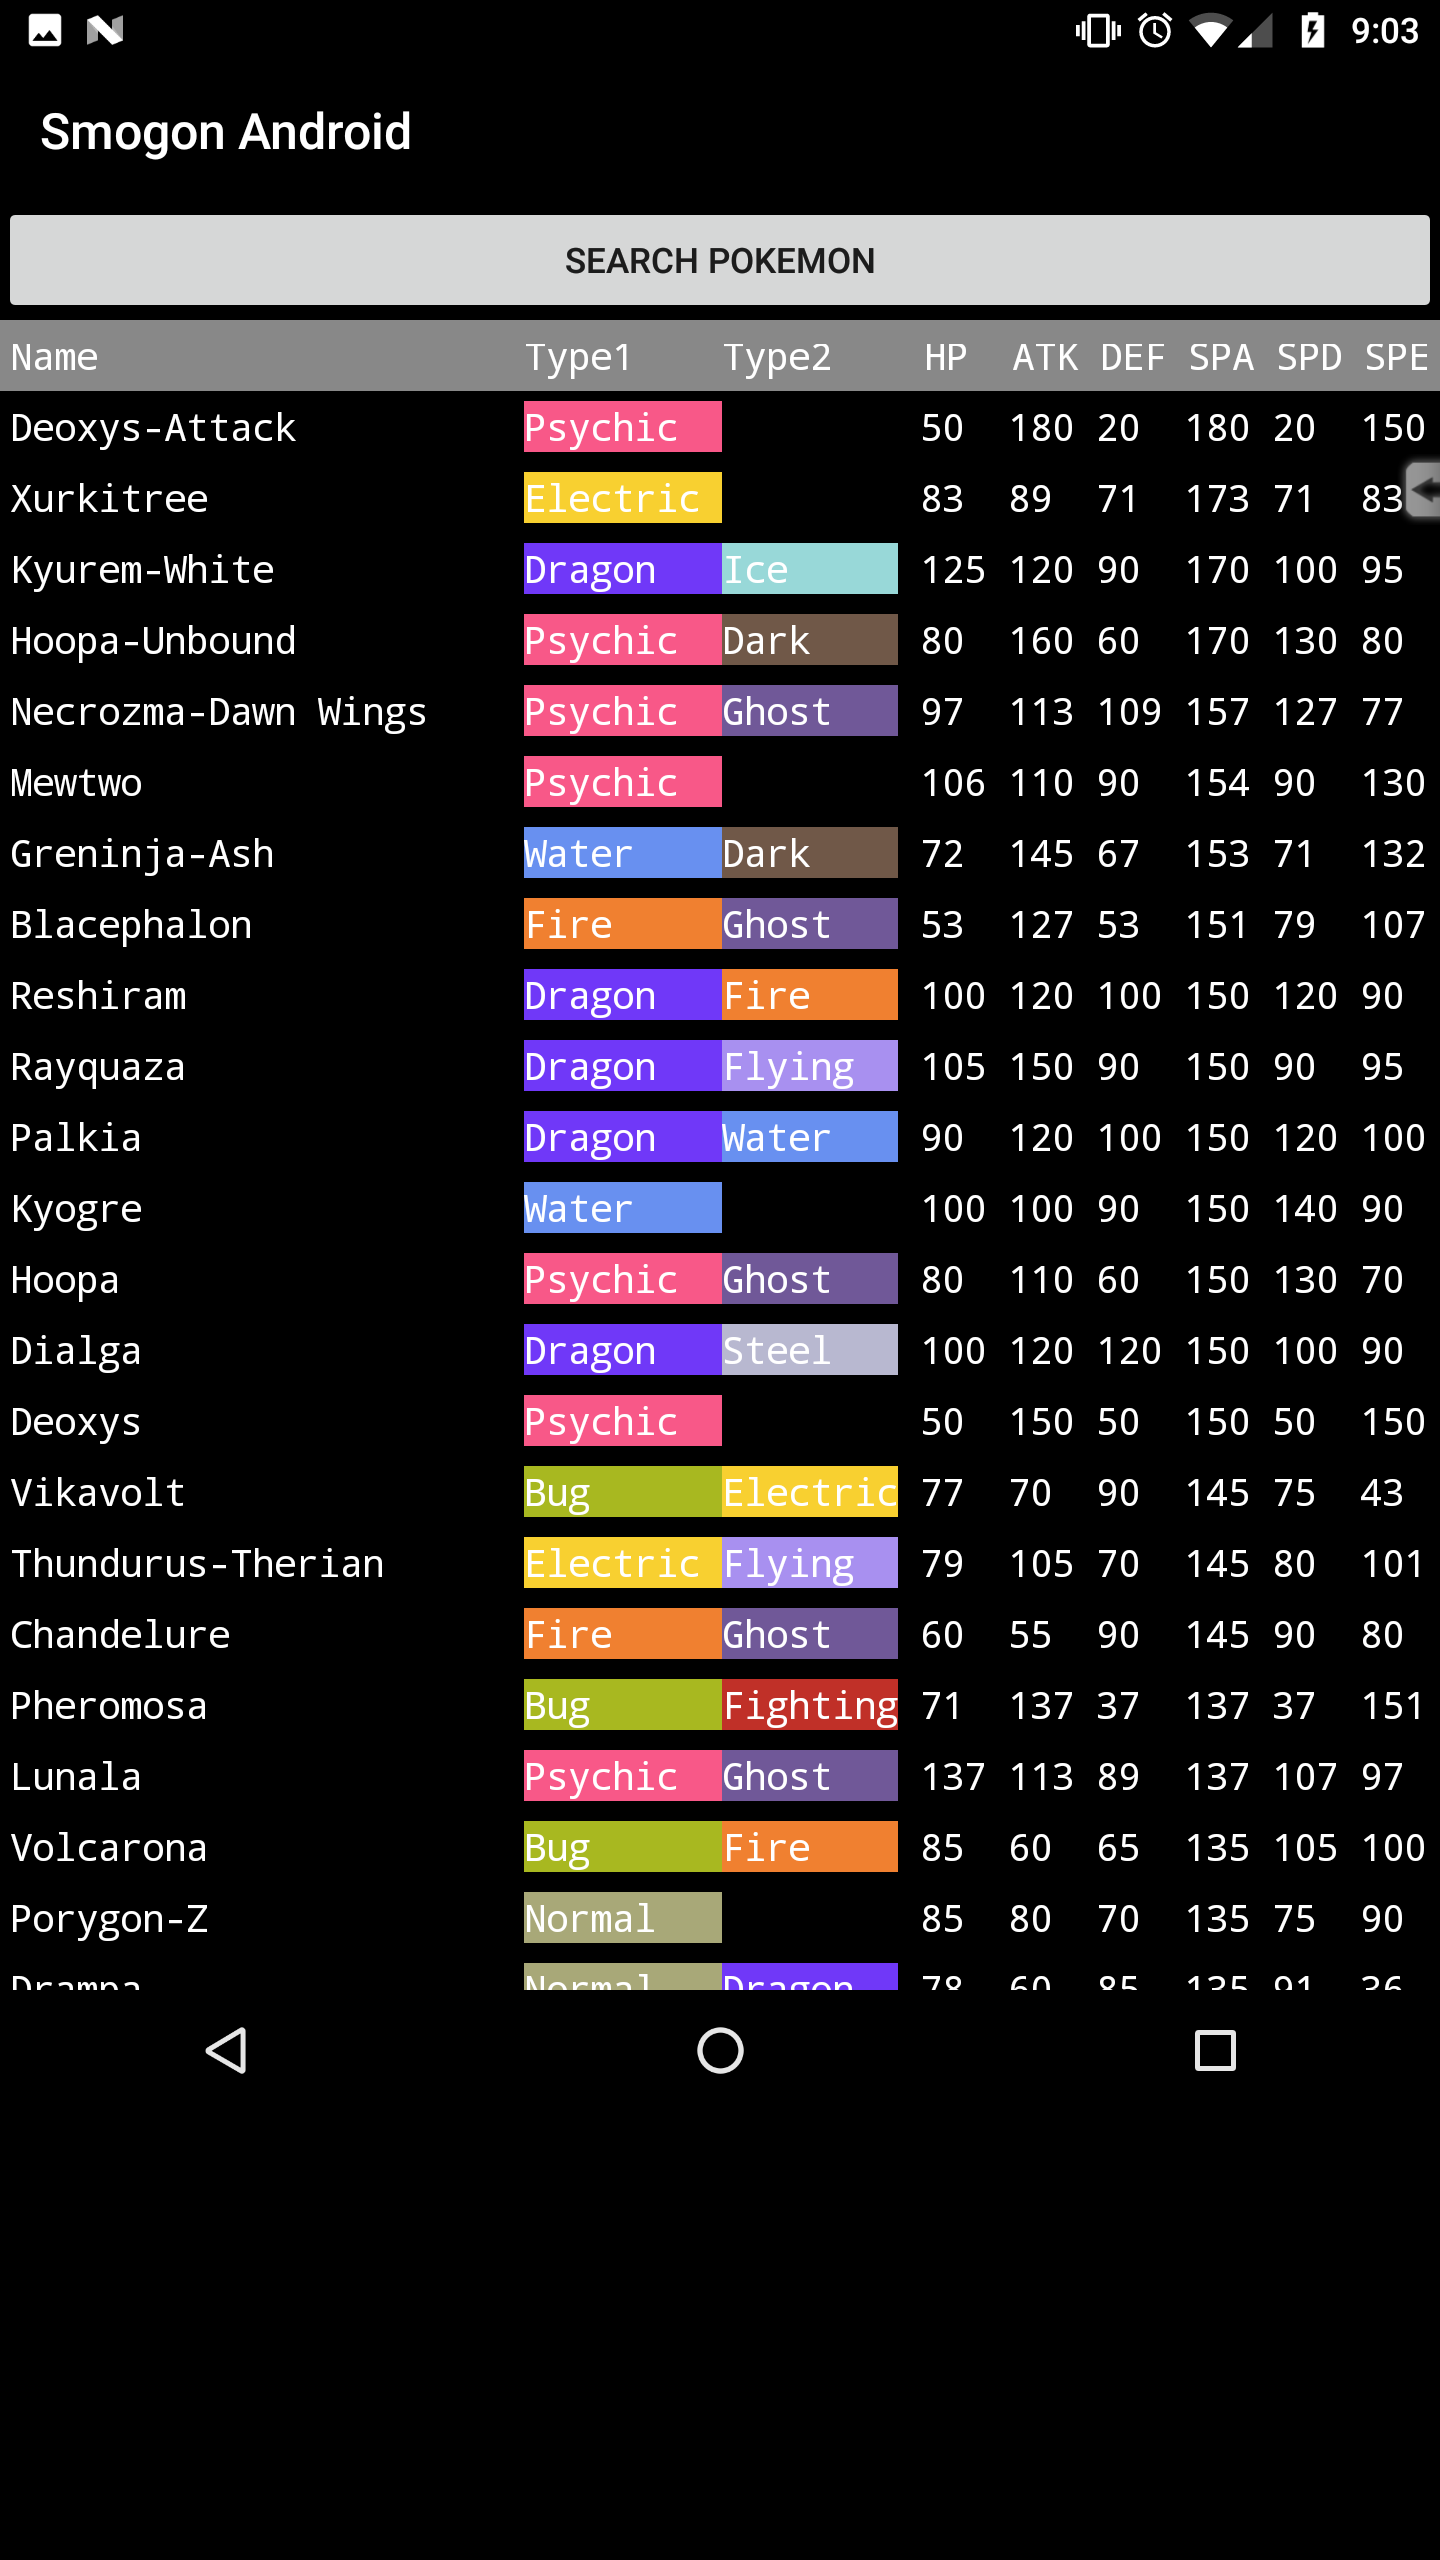 9:03
Smogon Android
SEARCH POKEMON
Name Type1 Type2 HP ATK DEF SPA SPD SPE
Deoxys-Attack Psychic 50 180 20 180 20 150
Xurkitree Electric 83 89 71 173 71 83
Kyurem-White Dragon Ice 125 120 90 170 100 95
Hoopa-Unbound Psychic Dark 80 160 60 170 130 80
Necrozma-Dawn Wings Psychic Ghost 97 113 109 157 127 77
Mewtwo Psychic 106 110 90 154 90 130
Greninja-Ash Water Dark 72 145 67 153 71 132
Blacephalon Fire Ghost 53 127 53 151 79 107
Reshiram Dragon Fire 100 120 100 150 120 90
Rayquaza Dragon Flying 105 150 90 150 90 95
Palkia Dragon Water 90 120 100 150 120 100
Kyogre Water 100 100 90 150 140 90
Hoopa Psychic Ghost 80 110 60 150 130 70
Dialga Dragon Steel 100 120 120 150 100 90
Deoxys Psychic 50 150 50 150 50 150
Vikavolt Bug Electric 77 70 90 145 75 43
Thundurus-Therian Electric Flying 79 105 70 145 80 101
Chandelure Fire Ghost 60 55 90 145 90 80
Pheromosa Bug Fighting 71 137 37 137 37 151
Lunala Psychic Ghost 137 113 89 137 107 97
Volcarona Bug Fire 85 60 65 135 105 100
Porygon-Z Normal 85 80 70 135 75 90
Drampa Normal Dragon 78 60 85 135 91 36